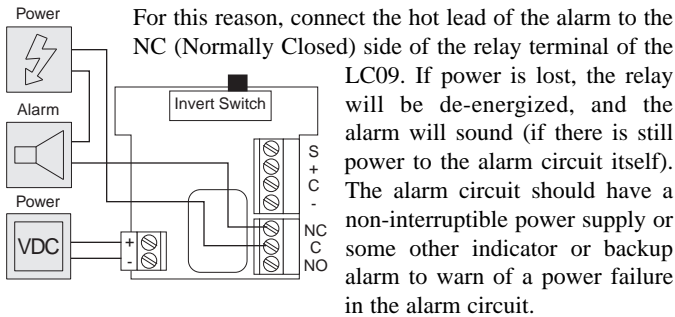 Power
For this reason, connect the hot lead of the alarm to the
NC (Normally Closed) side of the relay terminal of the
LC09. If power is lost, the relay
will be de-energized, and the
alarm will sound (if there is still
power to the alarm circuit itself).
The alarm circuit should have a
non-interruptible power supply or
some other indicator or backup
alarm to warn of a power failure
in the alarm circuit.
Invert Switch
Alarm
S
+
C
-
Power
VDC
+
-
NC
C
NO